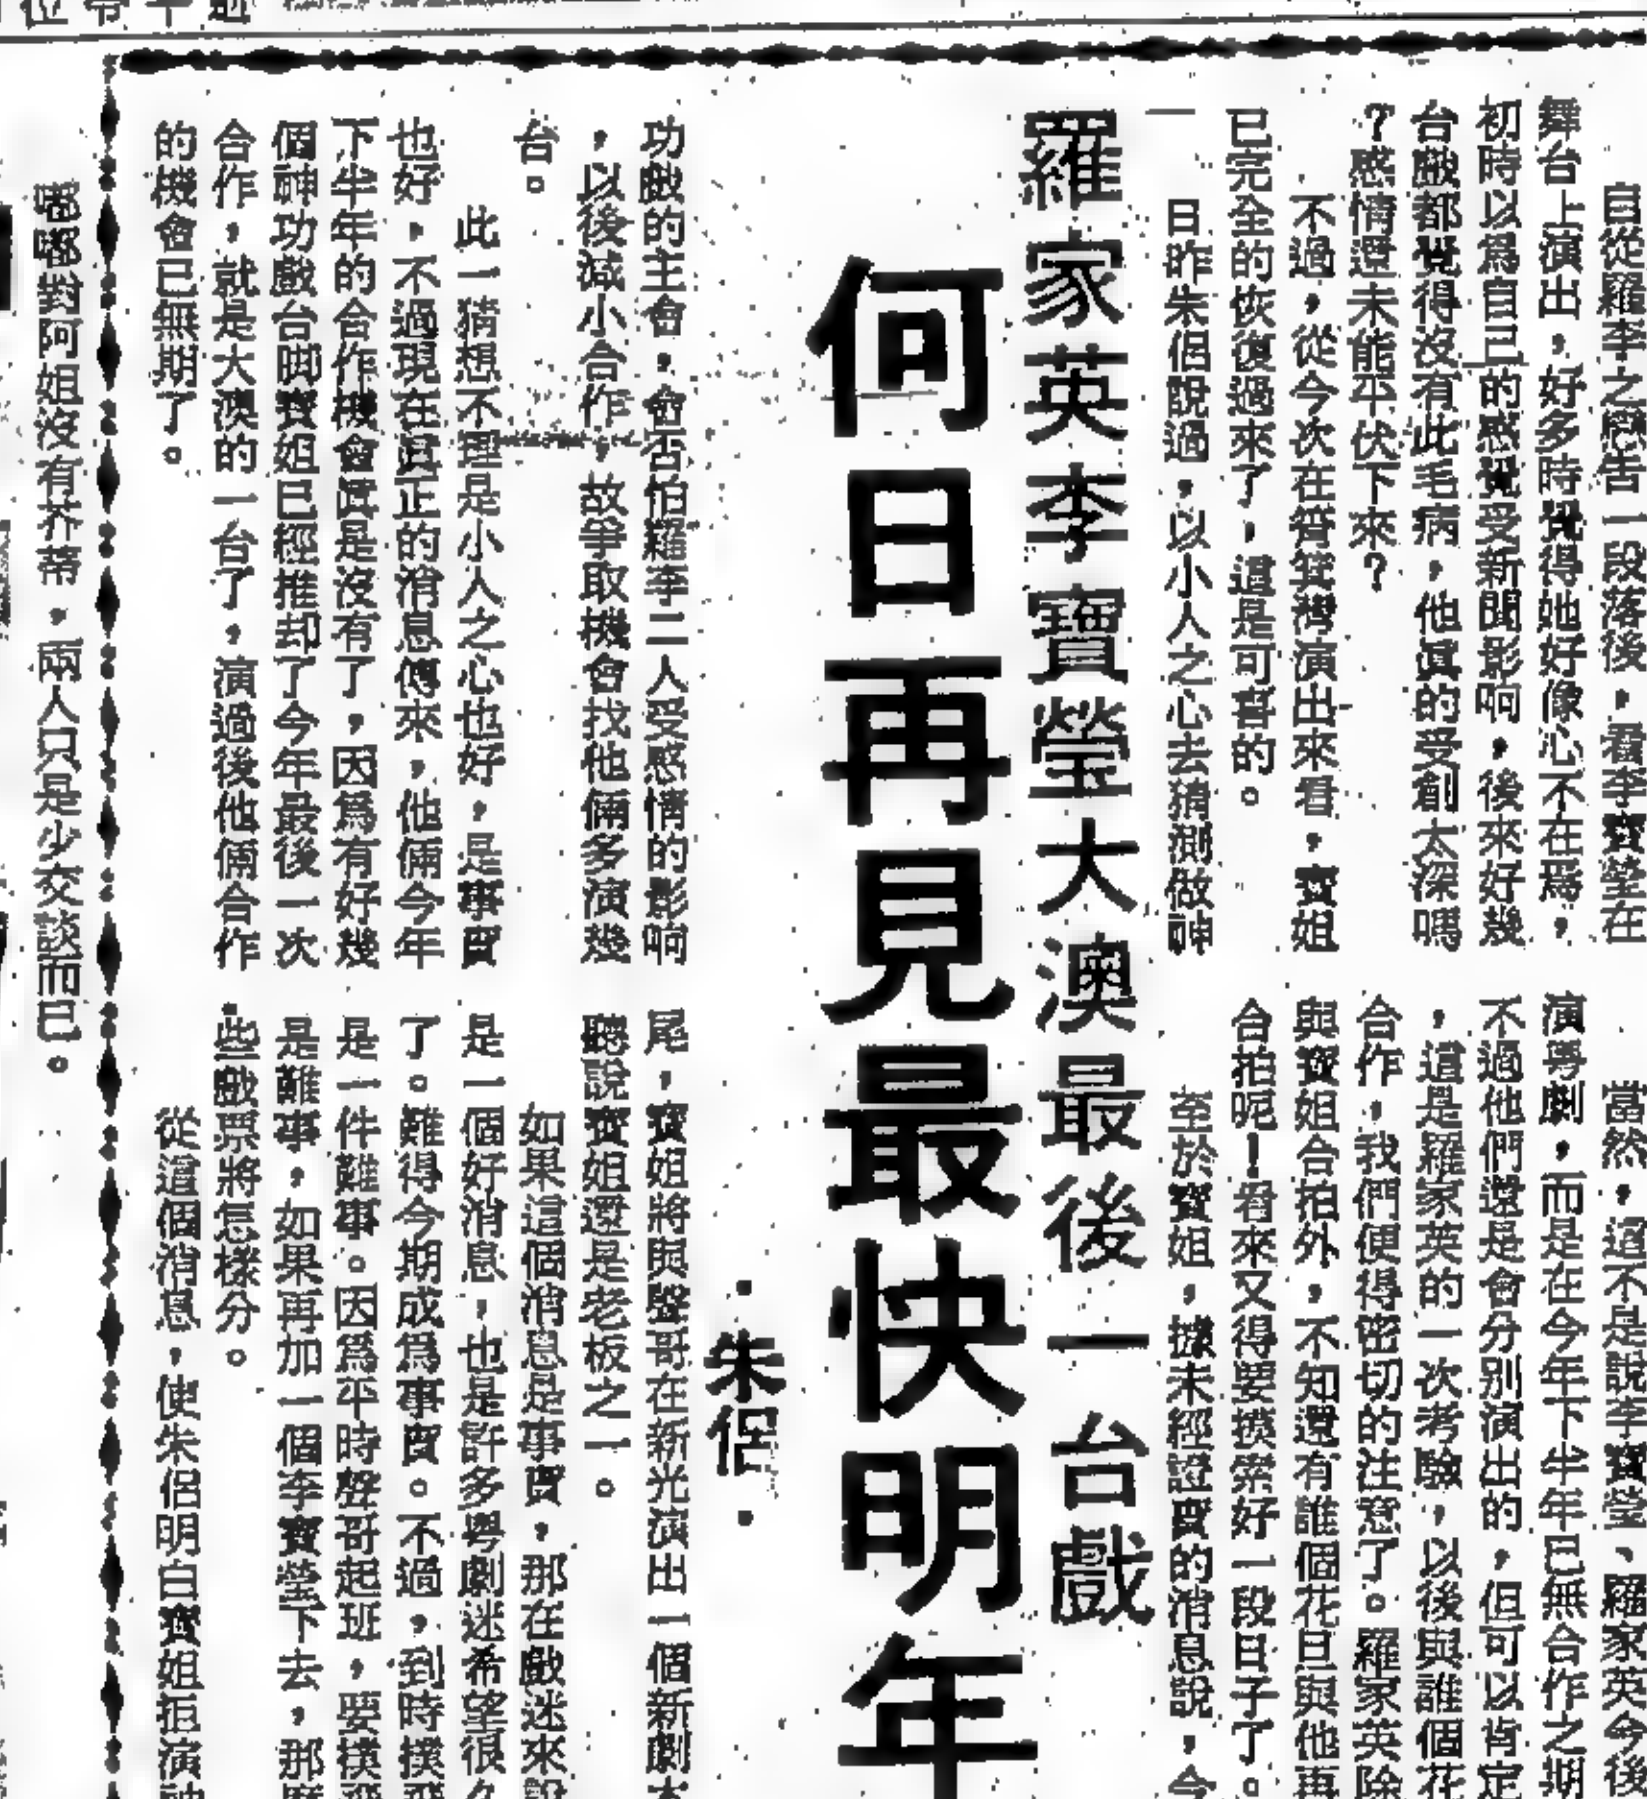 羅家英李寶瑩大澳最後一台戲
何日再見最快明年
·朱侶·
自從羅李之戀告一段落後，看李寶瑩在
舞台上演出，好多時覺得她好像心不在焉，
初時以為自己的感覺受新聞影响，後來好幾
台戲都覺得沒有此毛病，他眞的受創太深嗎
？感情還未能平伏下來？
不過，從今次在筲箕灣演出來看，寶姐
已完全的恢復過來了，這是可喜的。
日昨朱侶說過，以小人之心去猜測做神
功戲的主會，會否怕羅李二人受感情的影响
，以後減小合作，故爭取機會找他倆多演幾
台。
此一猜想不理是小人之心也好，是事實
也好，不過現在眞正的消息傳來，他倆今年
下半年的合作機會眞是沒有了，因為有好幾
個神功戲台脚寶姐已經推却了今年最後一次
合作，就是大澳的一台了，演過後他倆合作
的機會已無期了。
當然，這不是說李寶瑩、羅家英今後
演粵劇，而是在今年下半年已無合作之期
不過他們還是會分别演出的，但可以肯定
，這是羅家英的一次考驗，以後與誰個花
合作，我們便得密切的注意了。羅家英除
與寶姐合拍外，不知還有誰個花旦與他再
合拍呢！看來又得要摸索好一段日子了。
至於寶姐，據未經證實的消息說，今
尾，寶姐將與聲哥在新光演出一個新劇本
聽說寶姐還是老板之一。
如果這個消息是事實，那在戲迷來說
是一個好消息，也是許多粵劇迷希望很久
了。難得今期成為事實。不過，到時撲飛
是一件難事。因為平時聲哥起班，要撲飛
是難事，如果再加一個李寶瑩下去，那麼
些戲票將怎樣分。
從這個消息，使朱侶明白寶姐拒演神
嘟嘟對阿姐沒有芥蒂，兩人只是少交談而已。